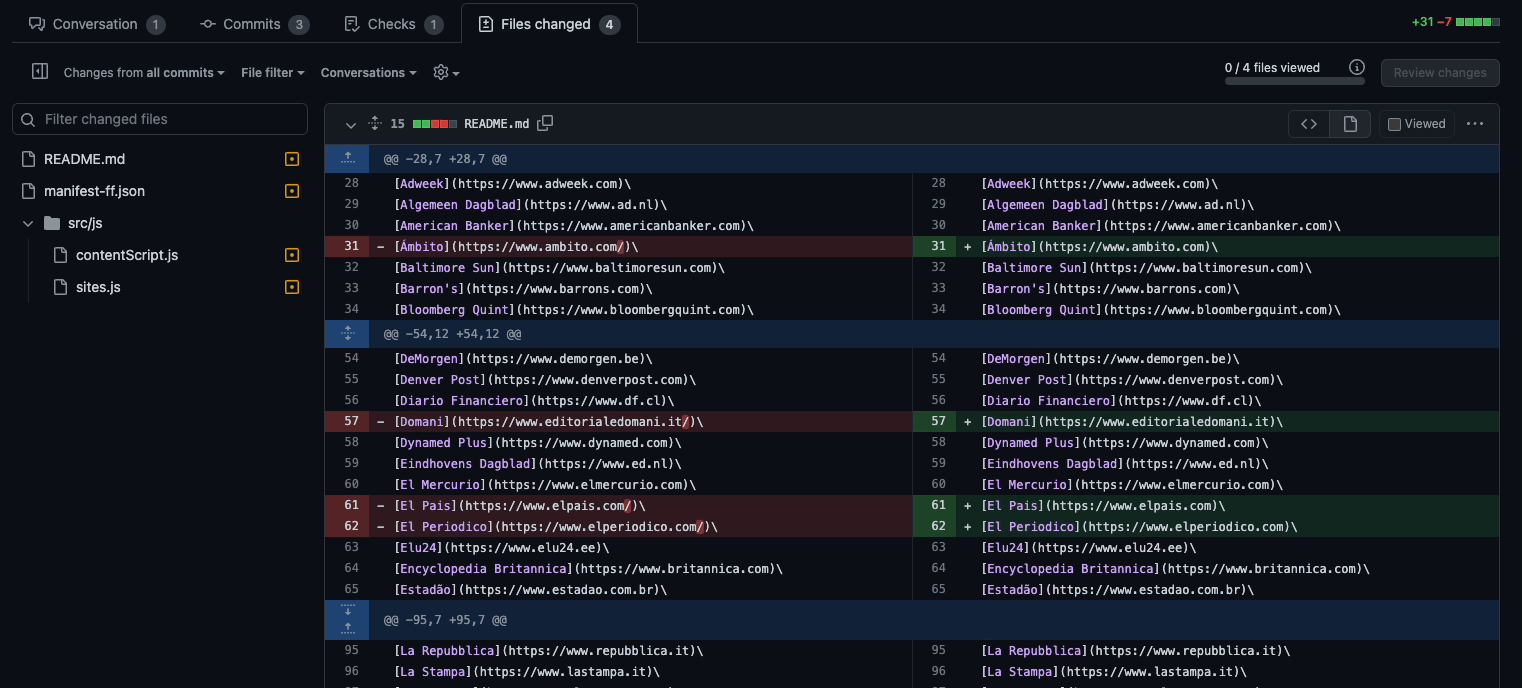 Conversation 1 Commits 3 Checks 1 Files changed 4 +31 −7
Changes from all commits File filter Conversations 0 / 4 files viewed Review changes
Filter changed files
README.md
manifest-ff.json
src/js
contentScript.js
sites.js
15 README.md Viewed
@@ -28,7 +28,7 @@
28 [Adweek](https://www.adweek.com)\ 28 [Adweek](https://www.adweek.com)\
29 [Algemeen Dagblad](https://www.ad.nl)\ 29 [Algemeen Dagblad](https://www.ad.nl)\
30 [American Banker](https://www.americanbanker.com)\ 30 [American Banker](https://www.americanbanker.com)\
31 - [Ámbito](https://www.ambito.com/)\ 31 + [Ámbito](https://www.ambito.com)\
32 [Baltimore Sun](https://www.baltimoresun.com)\ 32 [Baltimore Sun](https://www.baltimoresun.com)\
33 [Barron's](https://www.barrons.com)\ 33 [Barron's](https://www.barrons.com)\
34 [Bloomberg Quint](https://www.bloombergquint.com)\ 34 [Bloomberg Quint](https://www.bloombergquint.com)\
@@ -54,12 +54,12 @@
54 [DeMorgen](https://www.demorgen.be)\ 54 [DeMorgen](https://www.demorgen.be)\
55 [Denver Post](https://www.denverpost.com)\ 55 [Denver Post](https://www.denverpost.com)\
56 [Diario Financiero](https://www.df.cl)\ 56 [Diario Financiero](https://www.df.cl)\
57 - [Domani](https://www.editorialedomani.it/)\ 57 + [Domani](https://www.editorialedomani.it)\
58 [Dynamed Plus](https://www.dynamed.com)\ 58 [Dynamed Plus](https://www.dynamed.com)\
59 [Eindhovens Dagblad](https://www.ed.nl)\ 59 [Eindhovens Dagblad](https://www.ed.nl)\
60 [El Mercurio](https://www.elmercurio.com)\ 60 [El Mercurio](https://www.elmercurio.com)\
61 - [El Pais](https://www.elpais.com/)\ 61 + [El Pais](https://www.elpais.com)\
62 - [El Periodico](https://www.elperiodico.com/)\ 62 + [El Periodico](https://www.elperiodico.com)\
63 [Elu24](https://www.elu24.ee)\ 63 [Elu24](https://www.elu24.ee)\
64 [Encyclopedia Britannica](https://www.britannica.com)\ 64 [Encyclopedia Britannica](https://www.britannica.com)\
65 [Estadão](https://www.estadao.com.br)\ 65 [Estadão](https://www.estadao.com.br)\
@@ -95,7 +95,7 @@
95 [La Repubblica](https://www.repubblica.it)\ 95 [La Repubblica](https://www.repubblica.it)\
96 [La Stampa](https://www.lastampa.it)\ 96 [La Stampa](https://www.lastampa.it)\